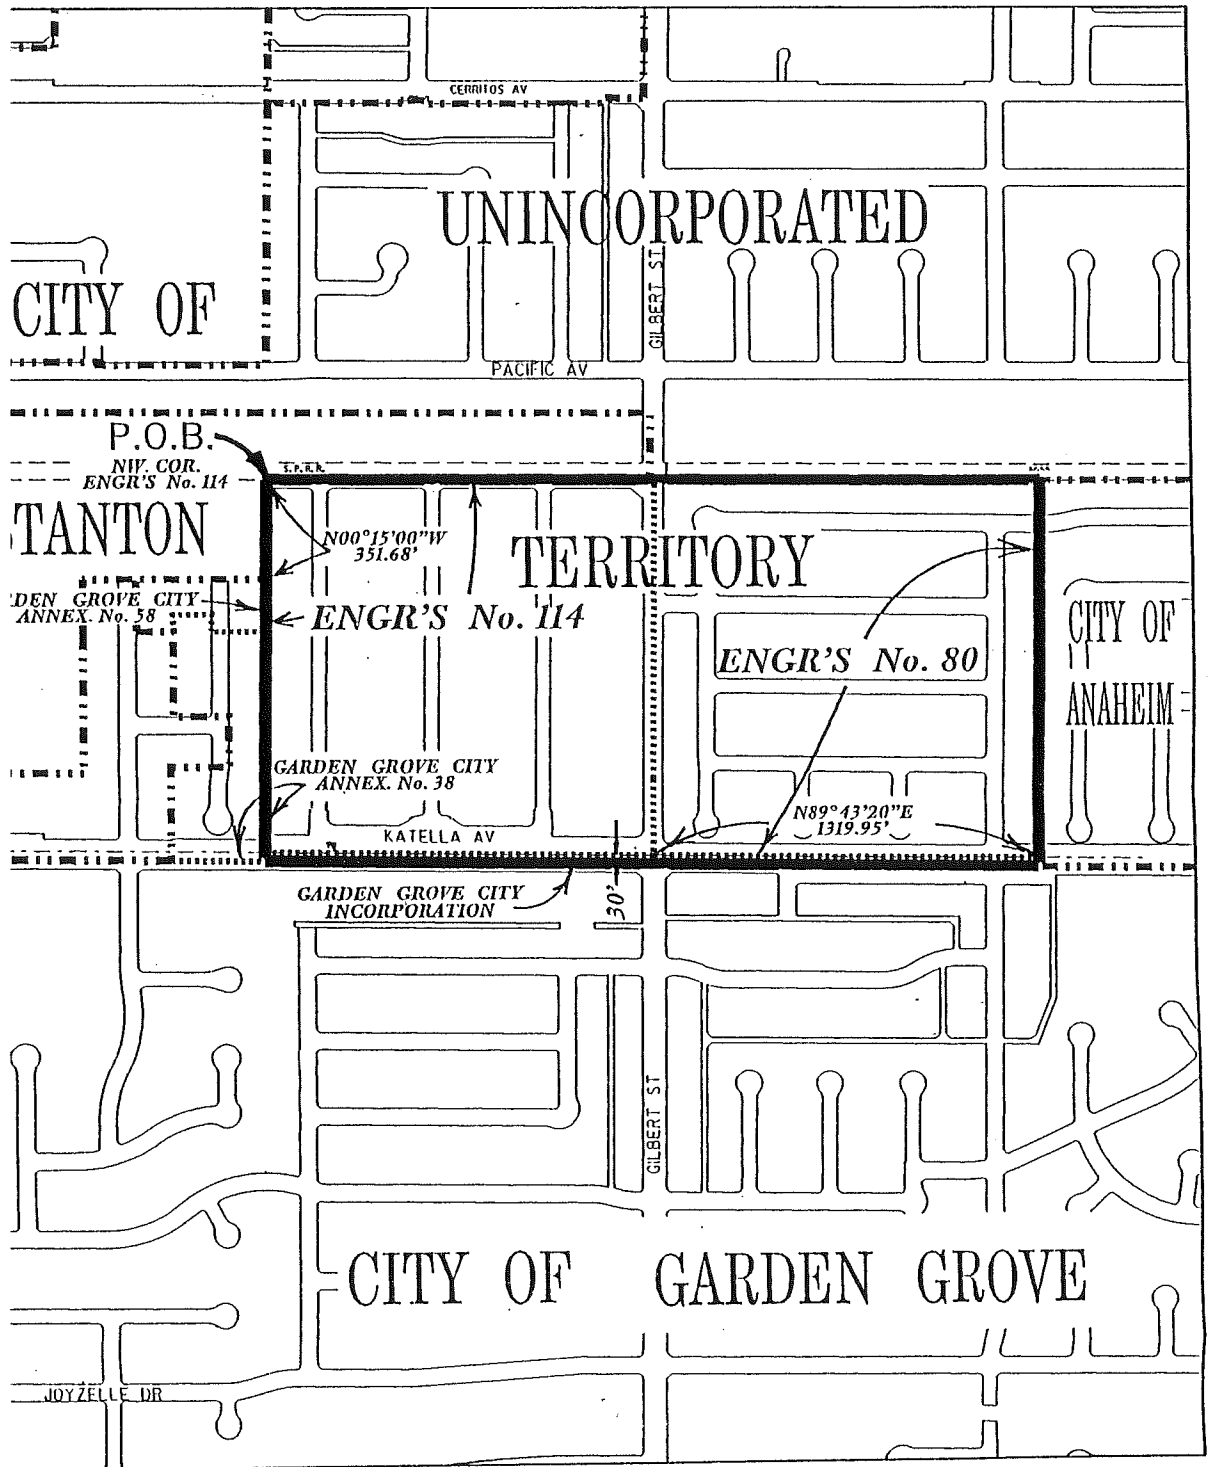 CERRITOS AV
UNINCORPORATED
GILBERT ST
CITY OF
PACIFIC AV
P.O.B.
NW. COR.
ENGR'S No. 114
S.P.R.R.
TANTON
N00°15'00"W
351.68'
TERRITORY
DEN GROVE CITY
ANNEX. No. 58
ENGR'S No. 114
ENGR'S No. 80
CITY OF
ANAHEIM
GARDEN GROVE CITY
ANNEX. No. 38
N89°43'20"E
1319.95'
KATELLA AV
GARDEN GROVE CITY
INCORPORATION
30'
GILBERT ST
CITY OF GARDEN GROVE
JOYZELLE DR